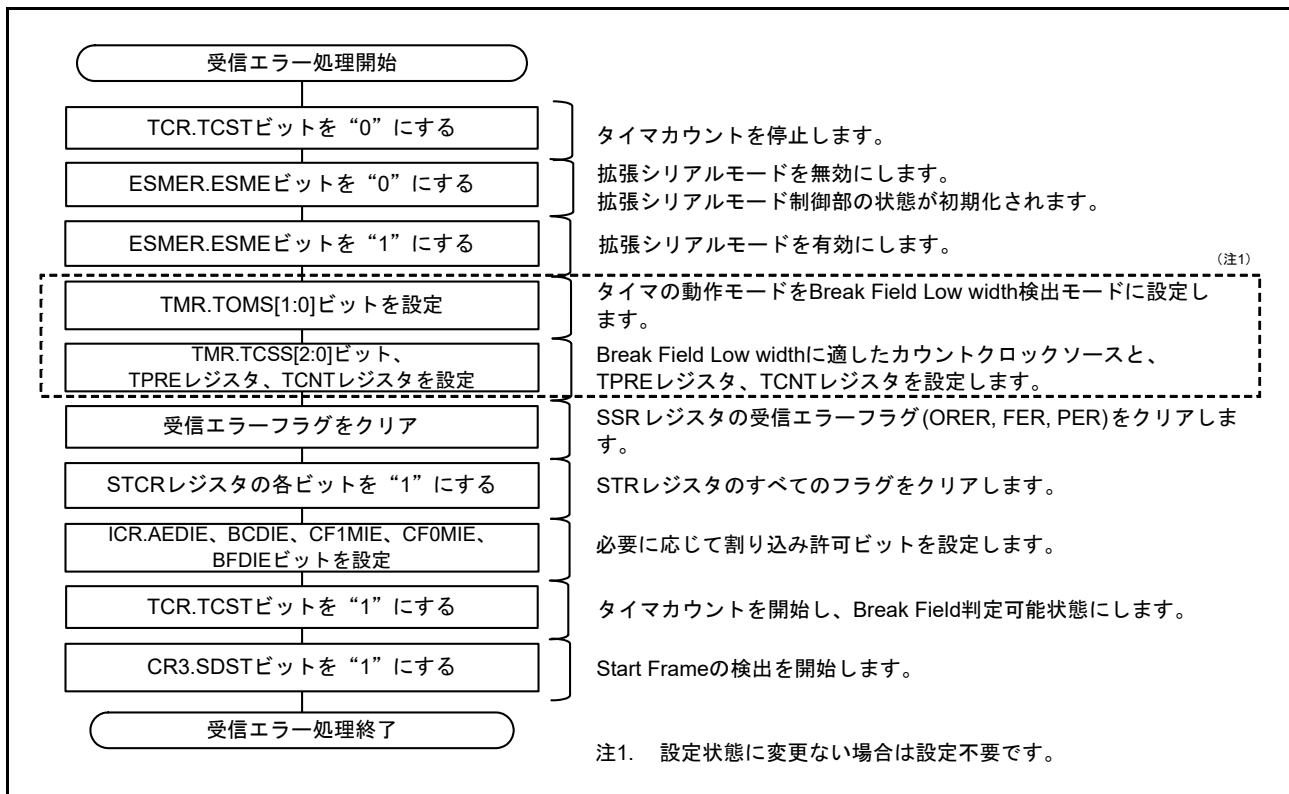 受信エラー処理開始
TCR.TCSTビットを“0”にする
タイマカウントを停止します。
ESMER.ESMEビットを“0”にする
拡張シリアルモードを無効にします。
拡張シリアルモード制御部の状態が初期化されます。
ESMER.ESMEビットを“1”にする
拡張シリアルモードを有効にします。
（注1）
TMR.TOMS[1:0]ビットを設定
タイマの動作モードをBreak Field Low width検出モードに設定し
ます。
TMR.TCSS[2:0]ビット、
TPREレジスタ、TCNTレジスタを設定
Break Field Low widthに適したカウントクロックソースと、
TPREレジスタ、TCNTレジスタを設定します。
受信エラーフラグをクリア
SSRレジスタの受信エラーフラグ(ORER, FER, PER)をクリアしま
す。
STCRレジスタの各ビットを“1”にする
STRレジスタのすべてのフラグをクリアします。
ICR.AEDIE、BCDIE、CF1MIE、CF0MIE、
BFDIEビットを設定
必要に応じて割り込み許可ビットを設定します。
TCR.TCSTビットを“1”にする
タイマカウントを開始し、Break Field判定可能状態にします。
CR3.SDSTビットを“1”にする
Start Frameの検出を開始します。
受信エラー処理終了
注1. 設定状態に変更ない場合は設定不要です。